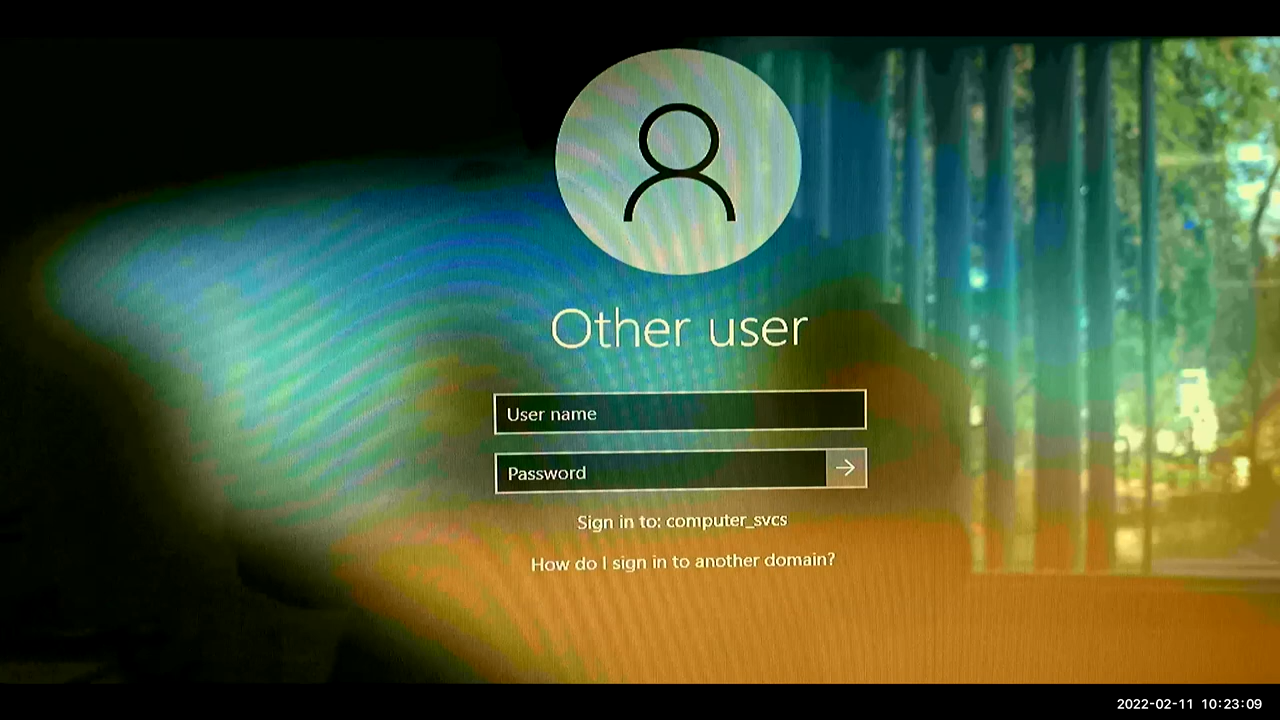 Other user
User name
Password
Sign in to: computer_svcs
How do I sign in to another domain?
2022-02-11 10:23:09